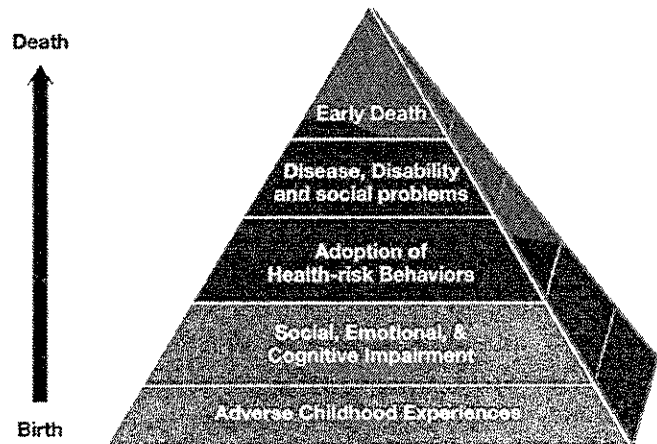 Death
Early Death
Disease, Disability
and social problems
Adoption of
Health-risk Behaviors
Social, Emotional, &
Cognitive Impairment
Adverse Childhood Experiences
Birth